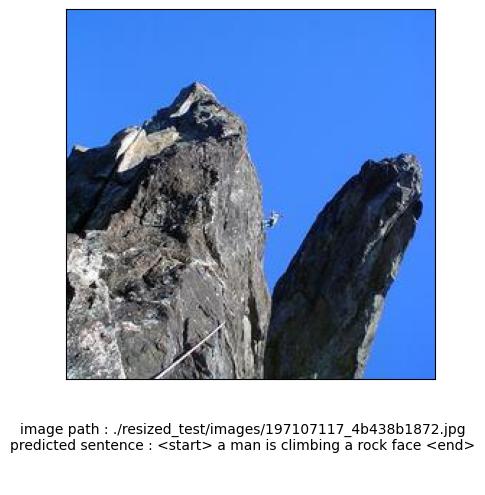 image path : ./resized_test/images/197107117_4b438b1872.jpg
predicted sentence : <start> a man is climbing a rock face <end>